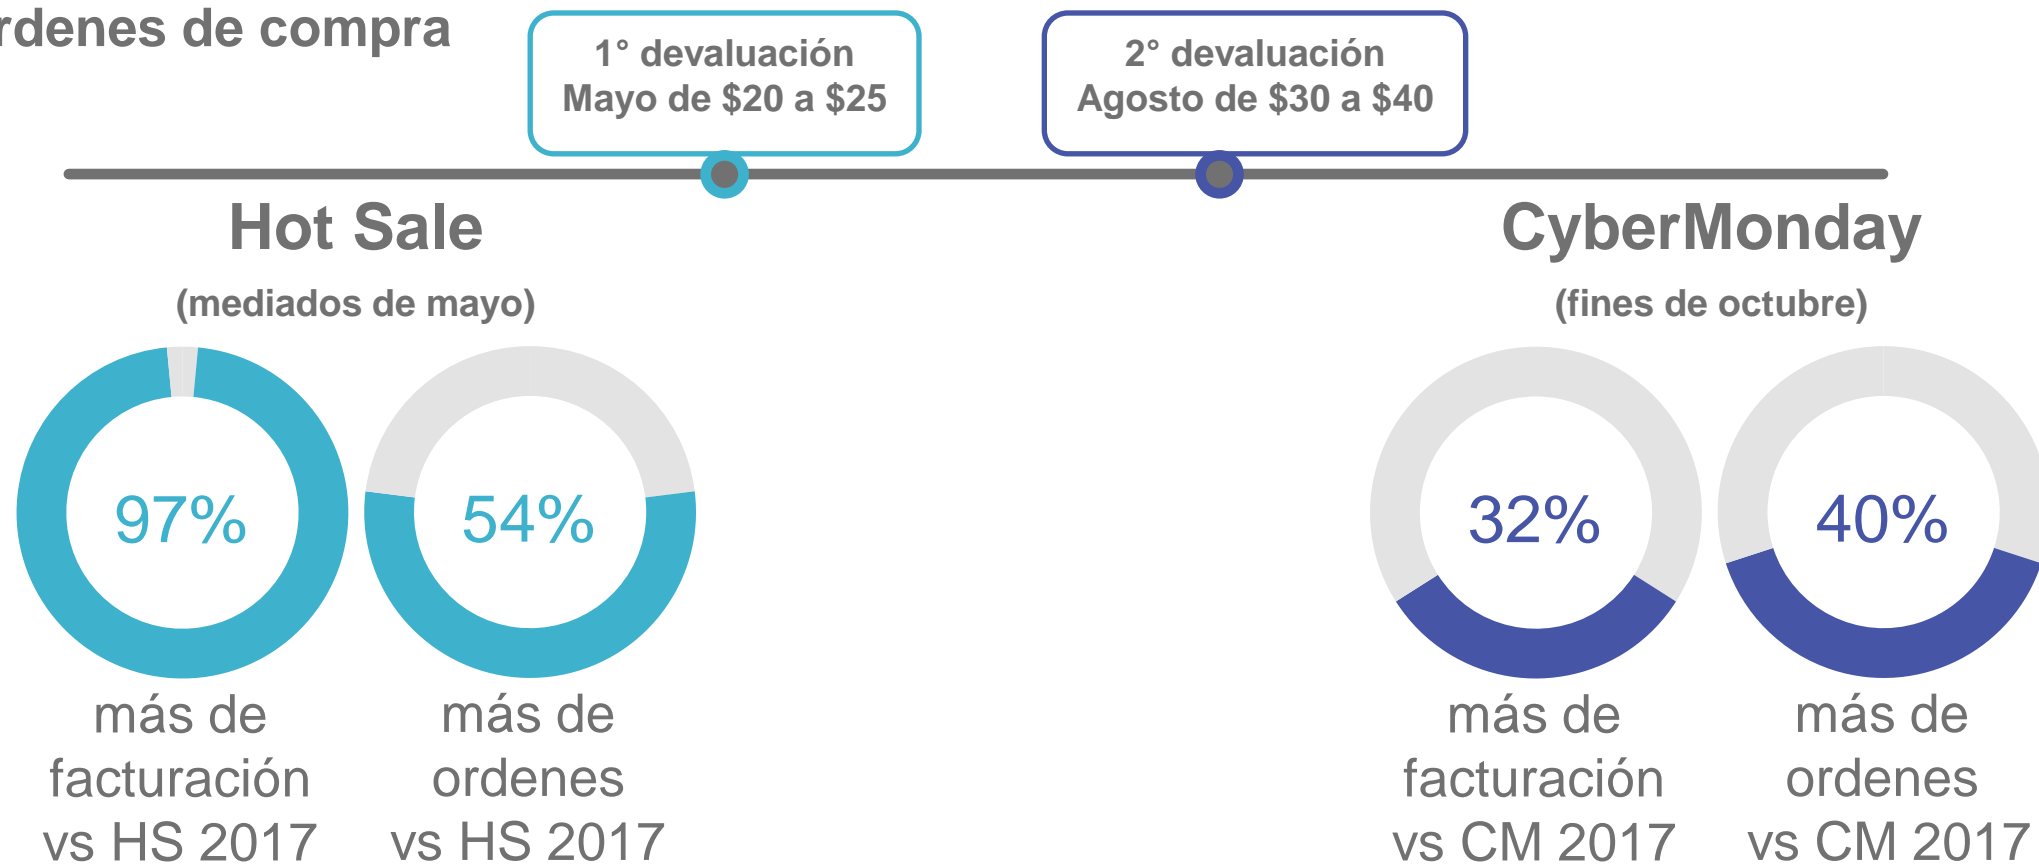 rdenes de compra
1° devaluación
Mayo de $20 a $25
2° devaluación
Agosto de $30 a $40
Hot Sale
(mediados de mayo)
CyberMonday
(fines de octubre)
97%
más de
facturación
vs HS 2017
54%
más de
ordenes
vs HS 2017
32%
más de
facturación
vs CM 2017
40%
más de
ordenes
vs CM 2017